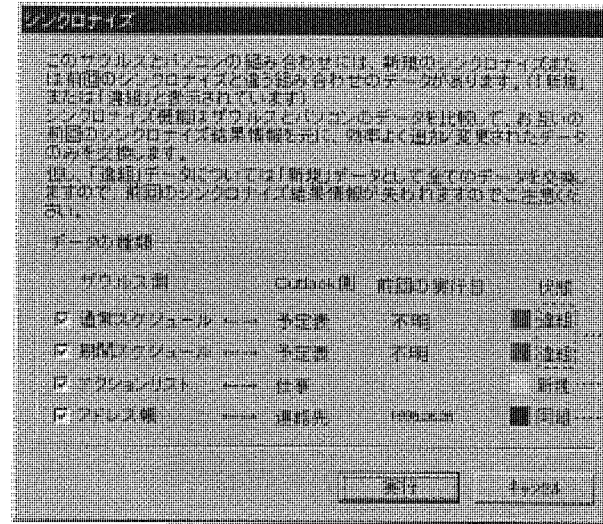 シンクロナイズ
このザウルスとパソコンの組み合わせには、新規のシンクロナイズまた
は前回のシンクロナイズと違う組み合わせのデータがあります。(「新規」
または「違組」と表示されています)
シンクロナイズ機能はザウルスとパソコンのデータを比較して、お互いの
前回のシンクロナイズ結果情報を元に、効率よく追加/変更されたデータ
のみを交換します。
但し、「違組」データについては「新規」データとして全てのデータを交換し
ますので、前回のシンクロナイズ結果情報が失われますのでご注意くだ
さい。
データの種類
ザウルス側 Outlook側 前回の実行日 状態
通常スケジュール ←→ 予定表 不明 違組
期間スケジュール ←→ 予定表 不明 違組
アクションリスト ←→ 仕事 新規
アドレス帳 ←→ 連絡先 同組
実行 キャンセル